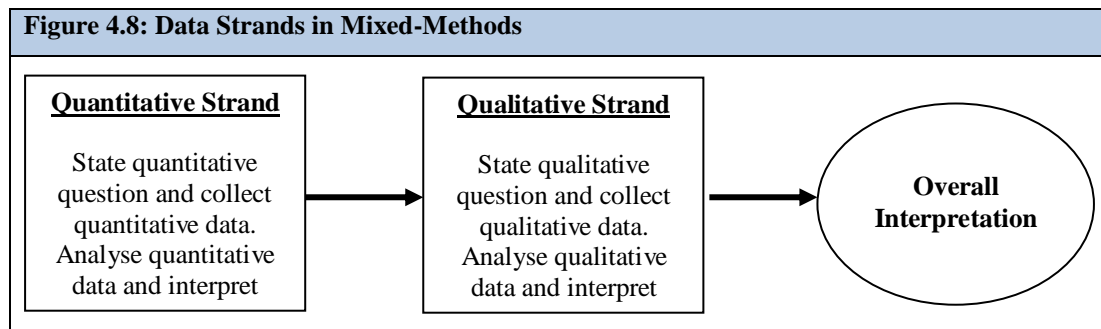 Figure 4.8: Data Strands in Mixed-Methods
Quantitative Strand
State quantitative
question and collect
quantitative data.
Analyse quantitative
data and interpret
Qualitative Strand
State qualitative
question and collect
qualitative data.
Analyse qualitative
data and interpret
Overall
Interpretation